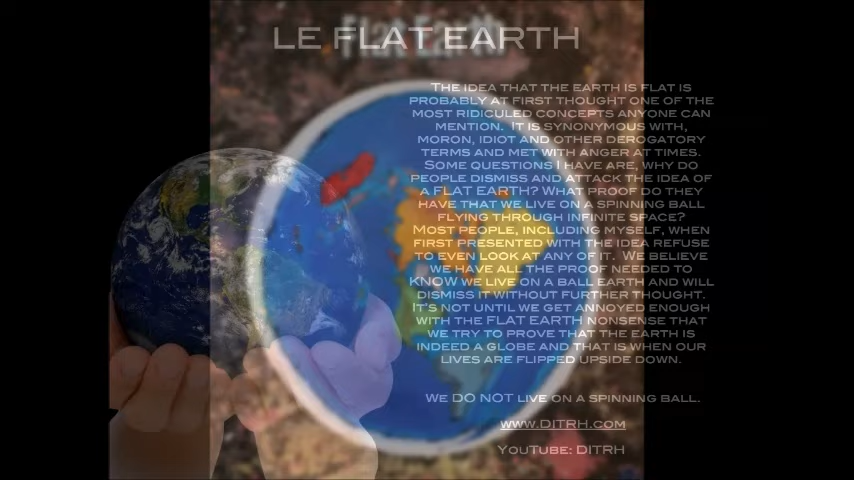 LE FLAT EARTH
Flat Earth
THE IDEA THAT THE EARTH IS FLAT IS
PROBABLY AT FIRST THOUGHT ONE OF THE
MOST RIDICULED CONCEPTS ANYONE CAN
MENTION. IT IS SYNONYMOUS WITH,
MORON, IDIOT AND OTHER DEROGATORY
TERMS AND MET WITH ANGER AT TIMES.
SOME QUESTIONS I HAVE ARE, WHY DO
PEOPLE DISMISS AND ATTACK THE IDEA OF
A FLAT EARTH? WHAT PROOF DO THEY
HAVE THAT WE LIVE ON A SPINNING BALL
FLYING THROUGH INFINITE SPACE?
MOST PEOPLE, INCLUDING MYSELF, WHEN
FIRST PRESENTED WITH THE IDEA REFUSE
TO EVEN LOOK AT ANY OF IT. WE BELIEVE
WE HAVE ALL THE PROOF NEEDED TO
KNOW WE LIVE ON A BALL EARTH AND WILL
DISMISS IT WITHOUT FURTHER THOUGHT.
IT'S NOT UNTIL WE GET ANNOYED ENOUGH
WITH THE FLAT EARTH NONSENSE THAT
WE TRY TO PROVE THAT THE EARTH IS
INDEED A GLOBE AND THAT IS WHEN OUR
LIVES ARE FLIPPED UPSIDE DOWN.
WE DO NOT LIVE ON A SPINNING BALL.
WWW.DITRH.COM
YOUTUBE: DITRH